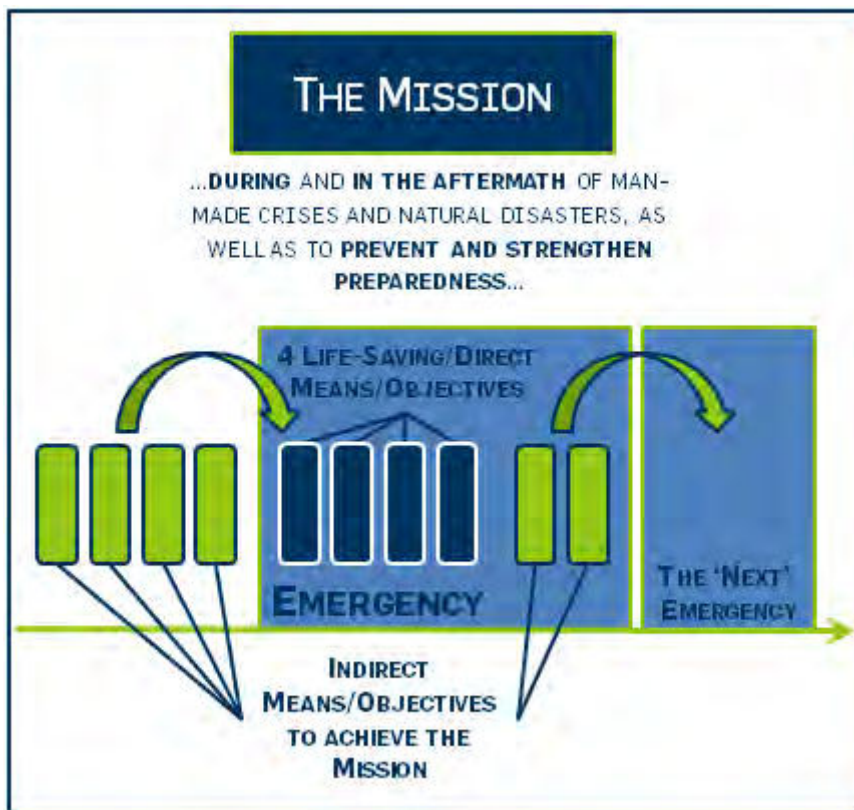 THE MISSION
...DURING AND IN THE AFTERMATH OF MAN-
MADE CRISES AND NATURAL DISASTERS, AS
WELL AS TO PREVENT AND STRENGTHEN
PREPAREDNESS...
4 LIFE-SAVING/DIRECT
MEANS/OBJECTIVES
EMERGENCY
THE 'NEXT'
EMERGENCY
INDIRECT
MEANS/OBJECTIVES
TO ACHIEVE THE
MISSION